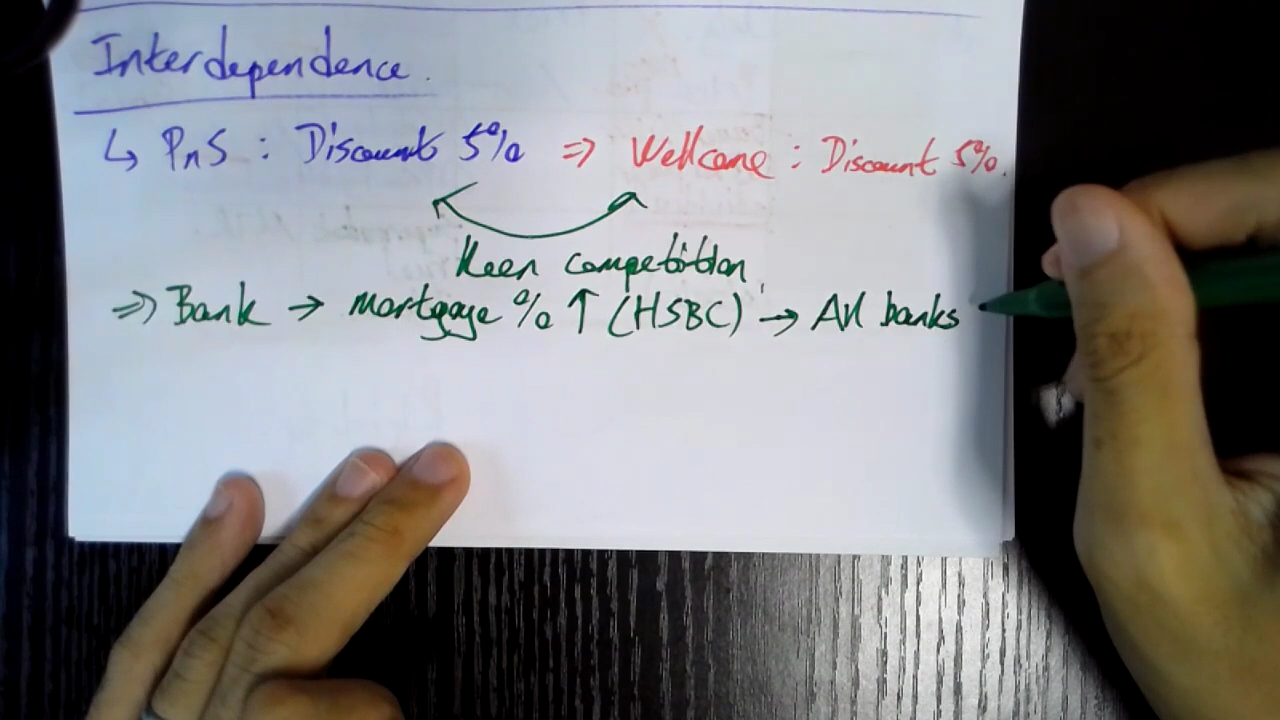 Interdependence.
↳ PnS : Discount 5% ⇒ Wellcome : Discount 5%.
Keen competition
⇒ Bank → mortgage % ↑ (HSBC) → All banks